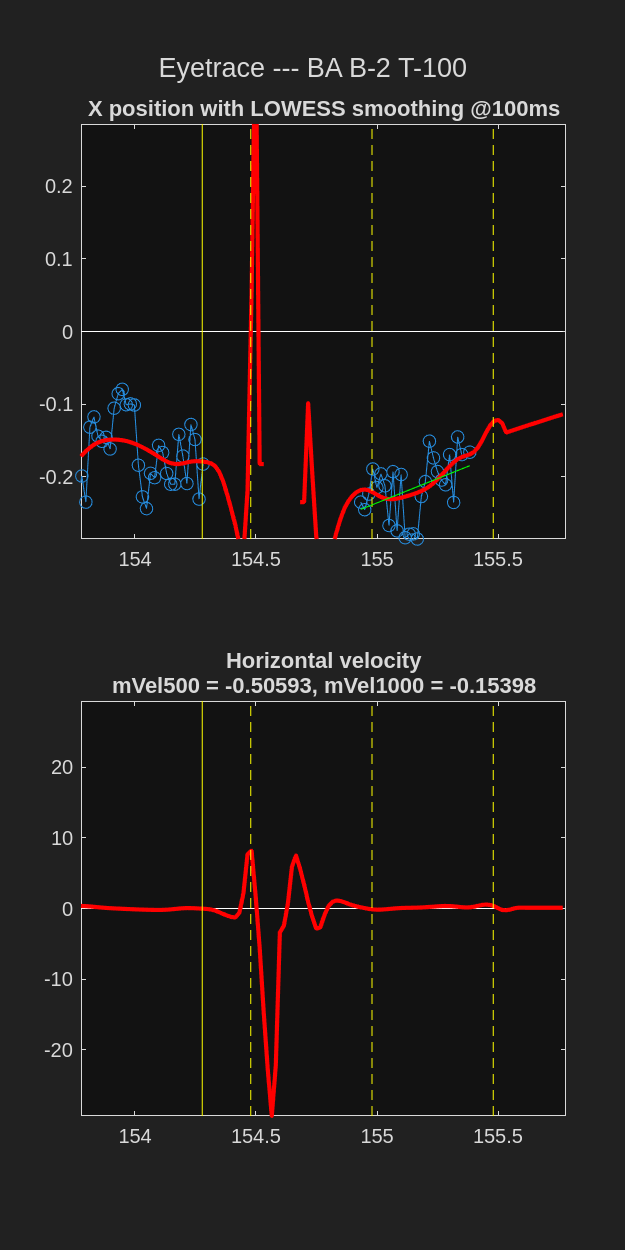 Eyetrace --- BA B-2 T-100
X position with LOWESS smoothing @100ms
0.2
0.1
0
-0.1
-0.2
154 154.5 155 155.5
Horizontal velocity
mVel500 = -0.50593, mVel1000 = -0.15398
20
10
0
-10
-20
154 154.5 155 155.5